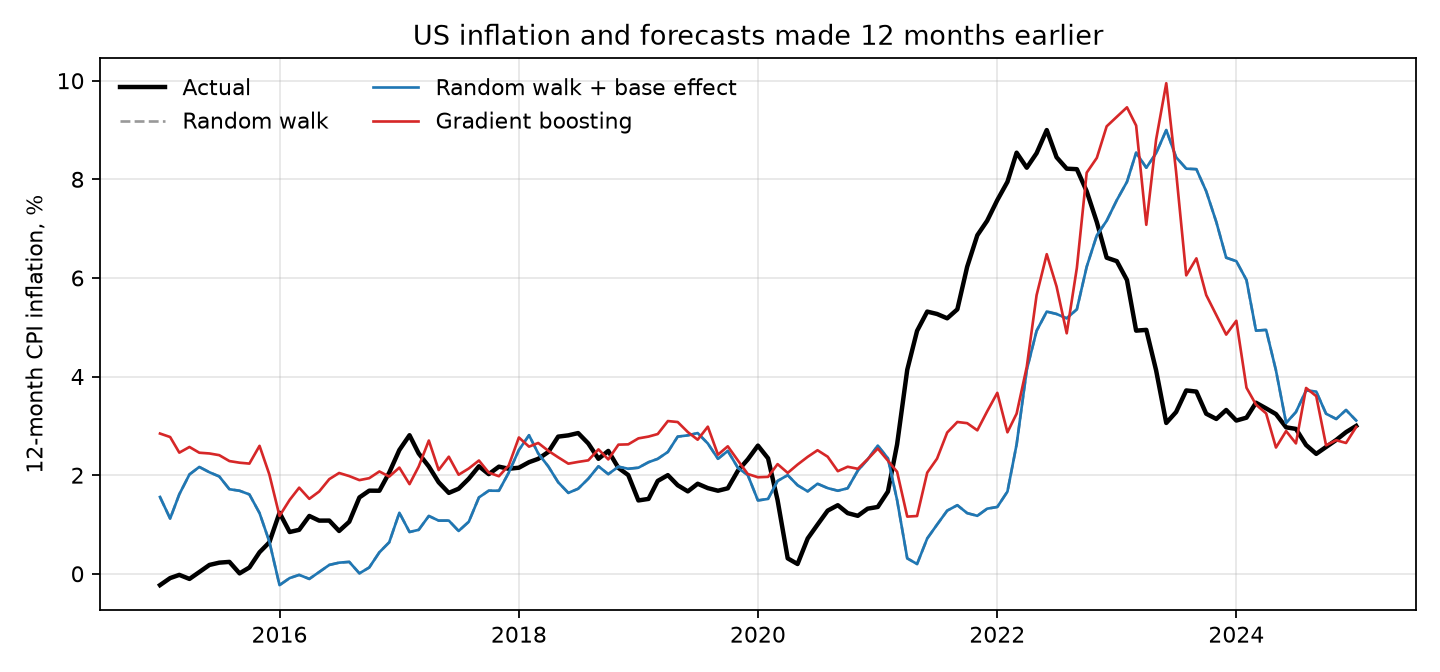 US inflation and forecasts made 12 months earlier
Actual
Random walk
Random walk + base effect
Gradient boosting
12-month CPI inflation, %
10
8
6
4
2
0
2016
2018
2020
2022
2024